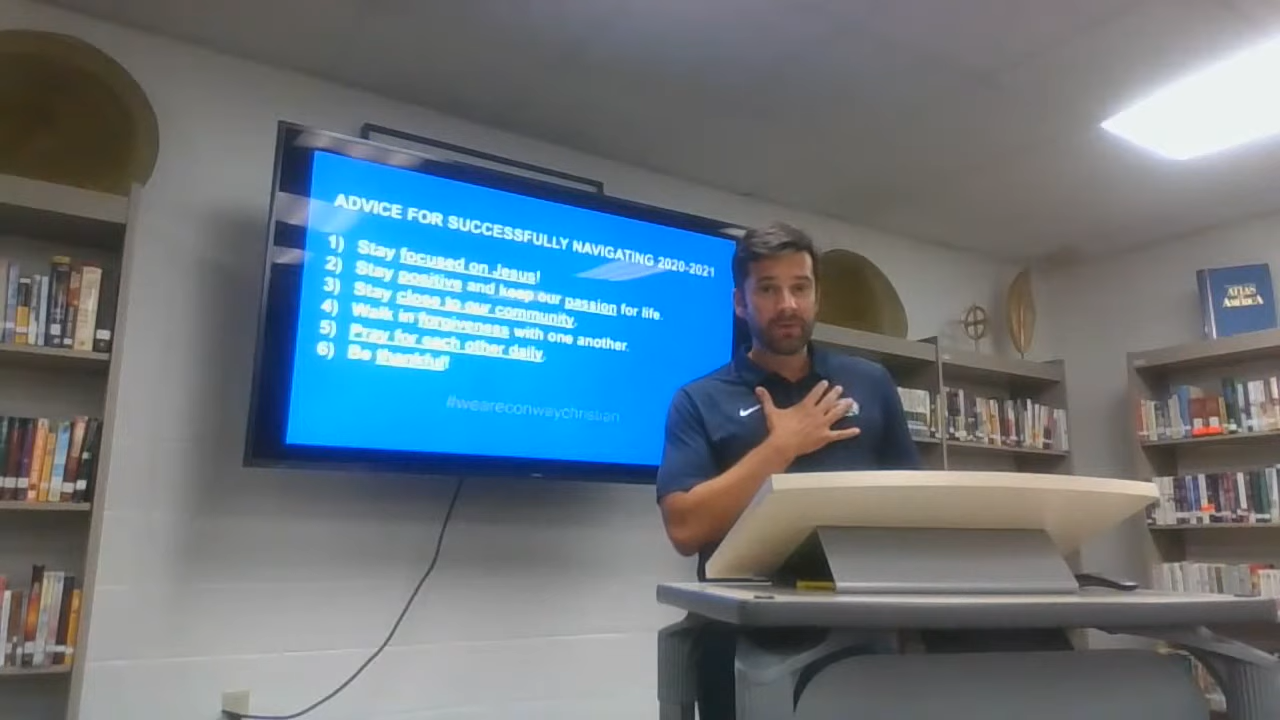 ADVICE FOR SUCCESSFULLY NAVIGATING 2020-2021
1) Stay focused on Jesus!
2) Stay positive and keep our passion for life.
3) Stay close to our community.
4) Walk in forgiveness with one another.
5) Pray for each other daily.
6) Be thankful!
#weareconwaychristian
ATLAS
of
AMERICA